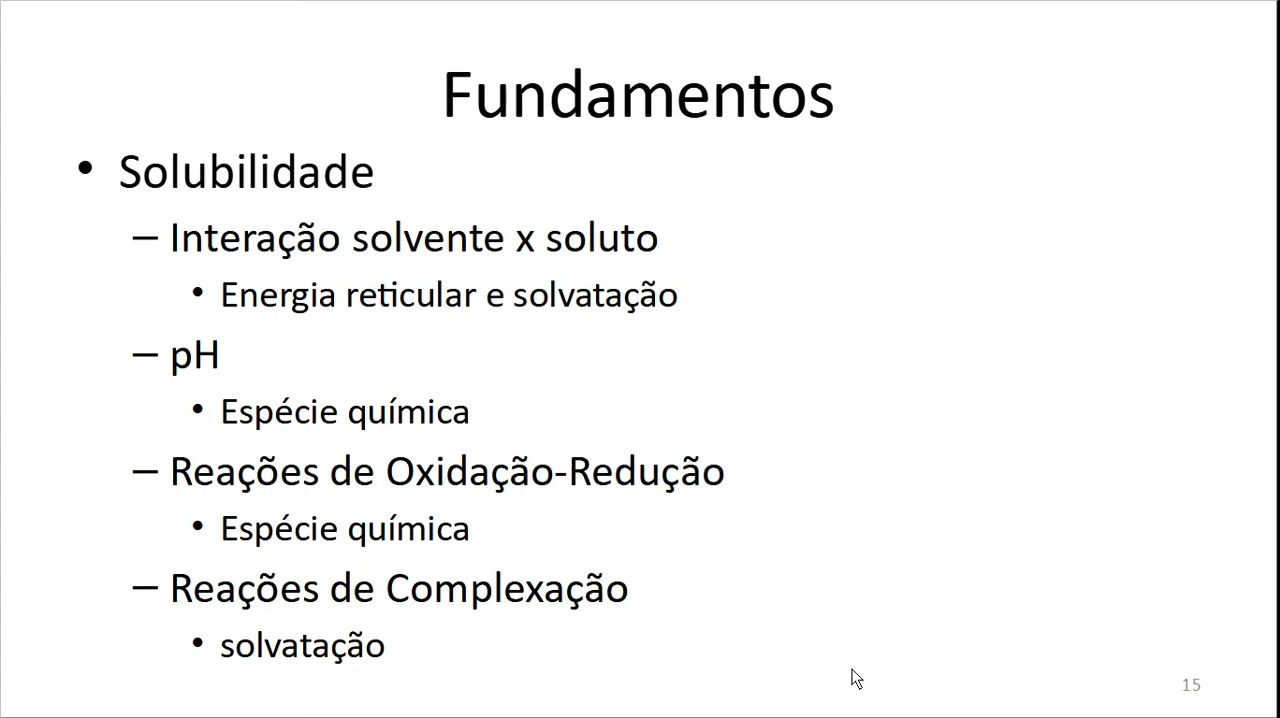 Fundamentos
• Solubilidade
– Interação solvente x soluto
• Energia reticular e solvatação
– pH
• Espécie química
– Reações de Oxidação-Redução
• Espécie química
– Reações de Complexação
• solvatação
15